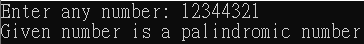 Enter any number: 12344321
Given number is a palindromic number